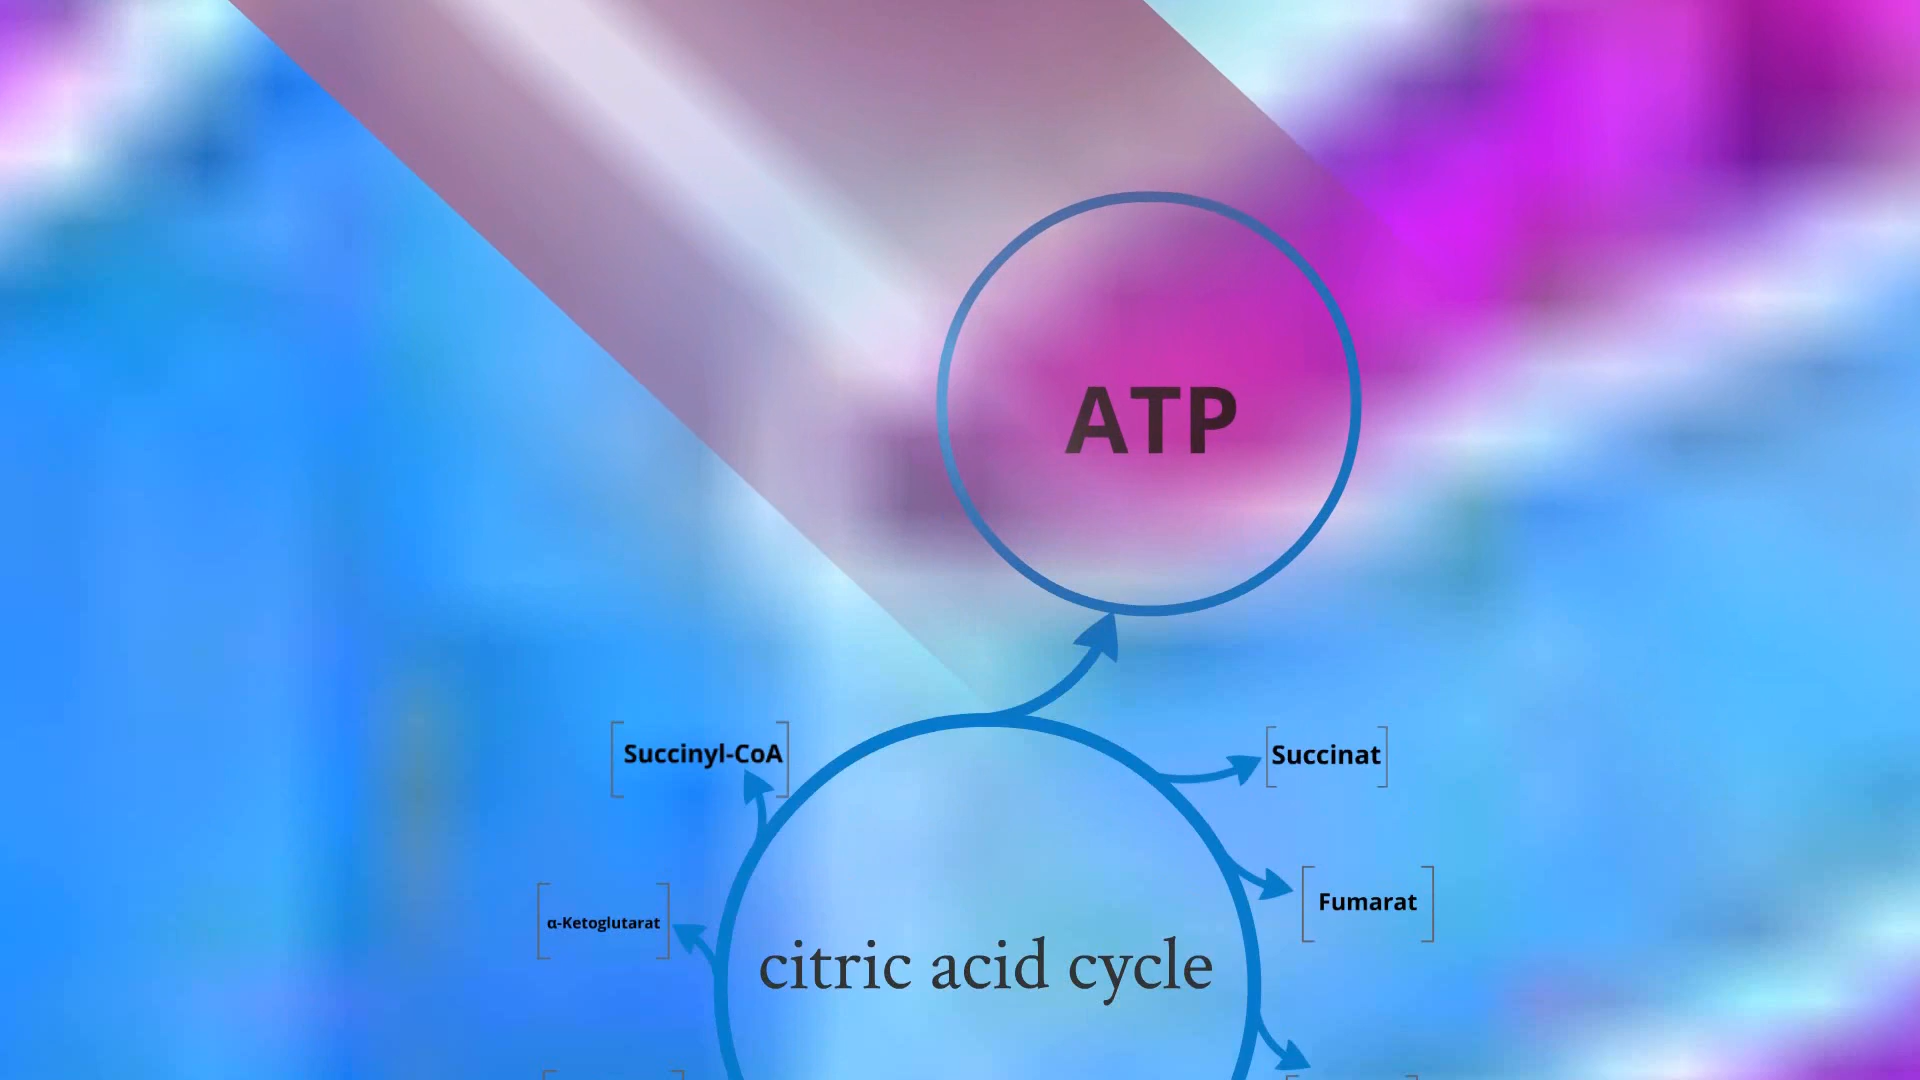 ATP
Succinyl-CoA
Succinat
α-Ketoglutarat
Fumarat
citric acid cycle